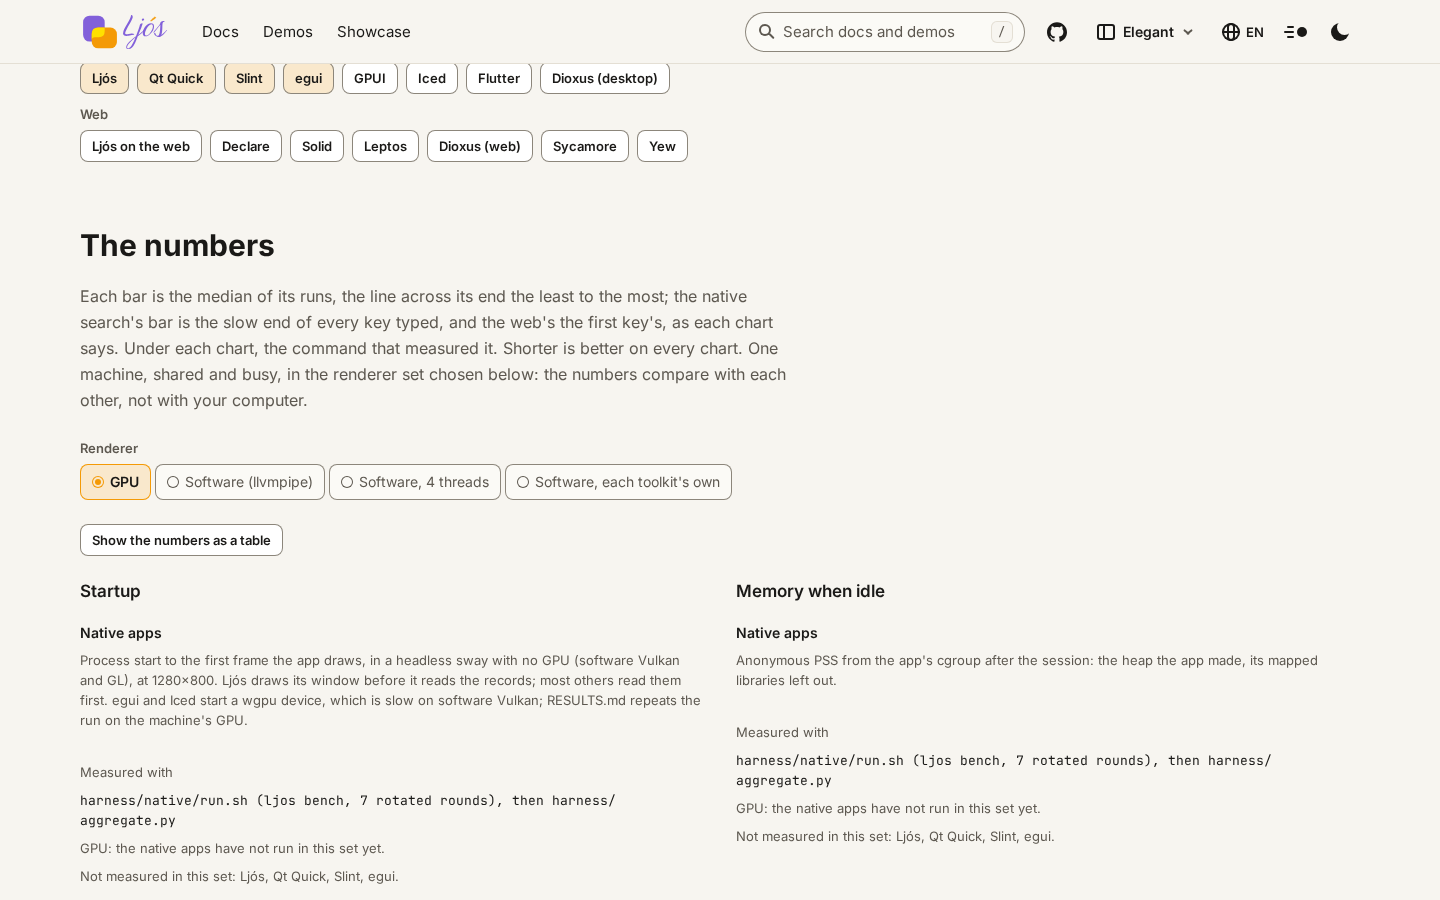 Ljós
Docs
Demos
Showcase
Search docs and demos
/
Elegant
EN
Ljós
Qt Quick
Slint
egui
GPUI
Iced
Flutter
Dioxus (desktop)
Web
Ljós on the web
Declare
Solid
Leptos
Dioxus (web)
Sycamore
Yew
The numbers
Each bar is the median of its runs, the line across its end the least to the most; the native
search's bar is the slow end of every key typed, and the web's the first key's, as each chart
says. Under each chart, the command that measured it. Shorter is better on every chart. One
machine, shared and busy, in the renderer set chosen below: the numbers compare with each
other, not with your computer.
Renderer
GPU
Software (llvmpipe)
Software, 4 threads
Software, each toolkit's own
Show the numbers as a table
Startup
Native apps
Process start to the first frame the app draws, in a headless sway with no GPU (software Vulkan
and GL), at 1280×800. Ljós draws its window before it reads the records; most others read them
first. egui and Iced start a wgpu device, which is slow on software Vulkan; RESULTS.md repeats the
run on the machine's GPU.
Measured with
harness/native/run.sh (ljos bench, 7 rotated rounds), then harness/
aggregate.py
GPU: the native apps have not run in this set yet.
Not measured in this set: Ljós, Qt Quick, Slint, egui.
Memory when idle
Native apps
Anonymous PSS from the app's cgroup after the session: the heap the app made, its mapped
libraries left out.
Measured with
harness/native/run.sh (ljos bench, 7 rotated rounds), then harness/
aggregate.py
GPU: the native apps have not run in this set yet.
Not measured in this set: Ljós, Qt Quick, Slint, egui.